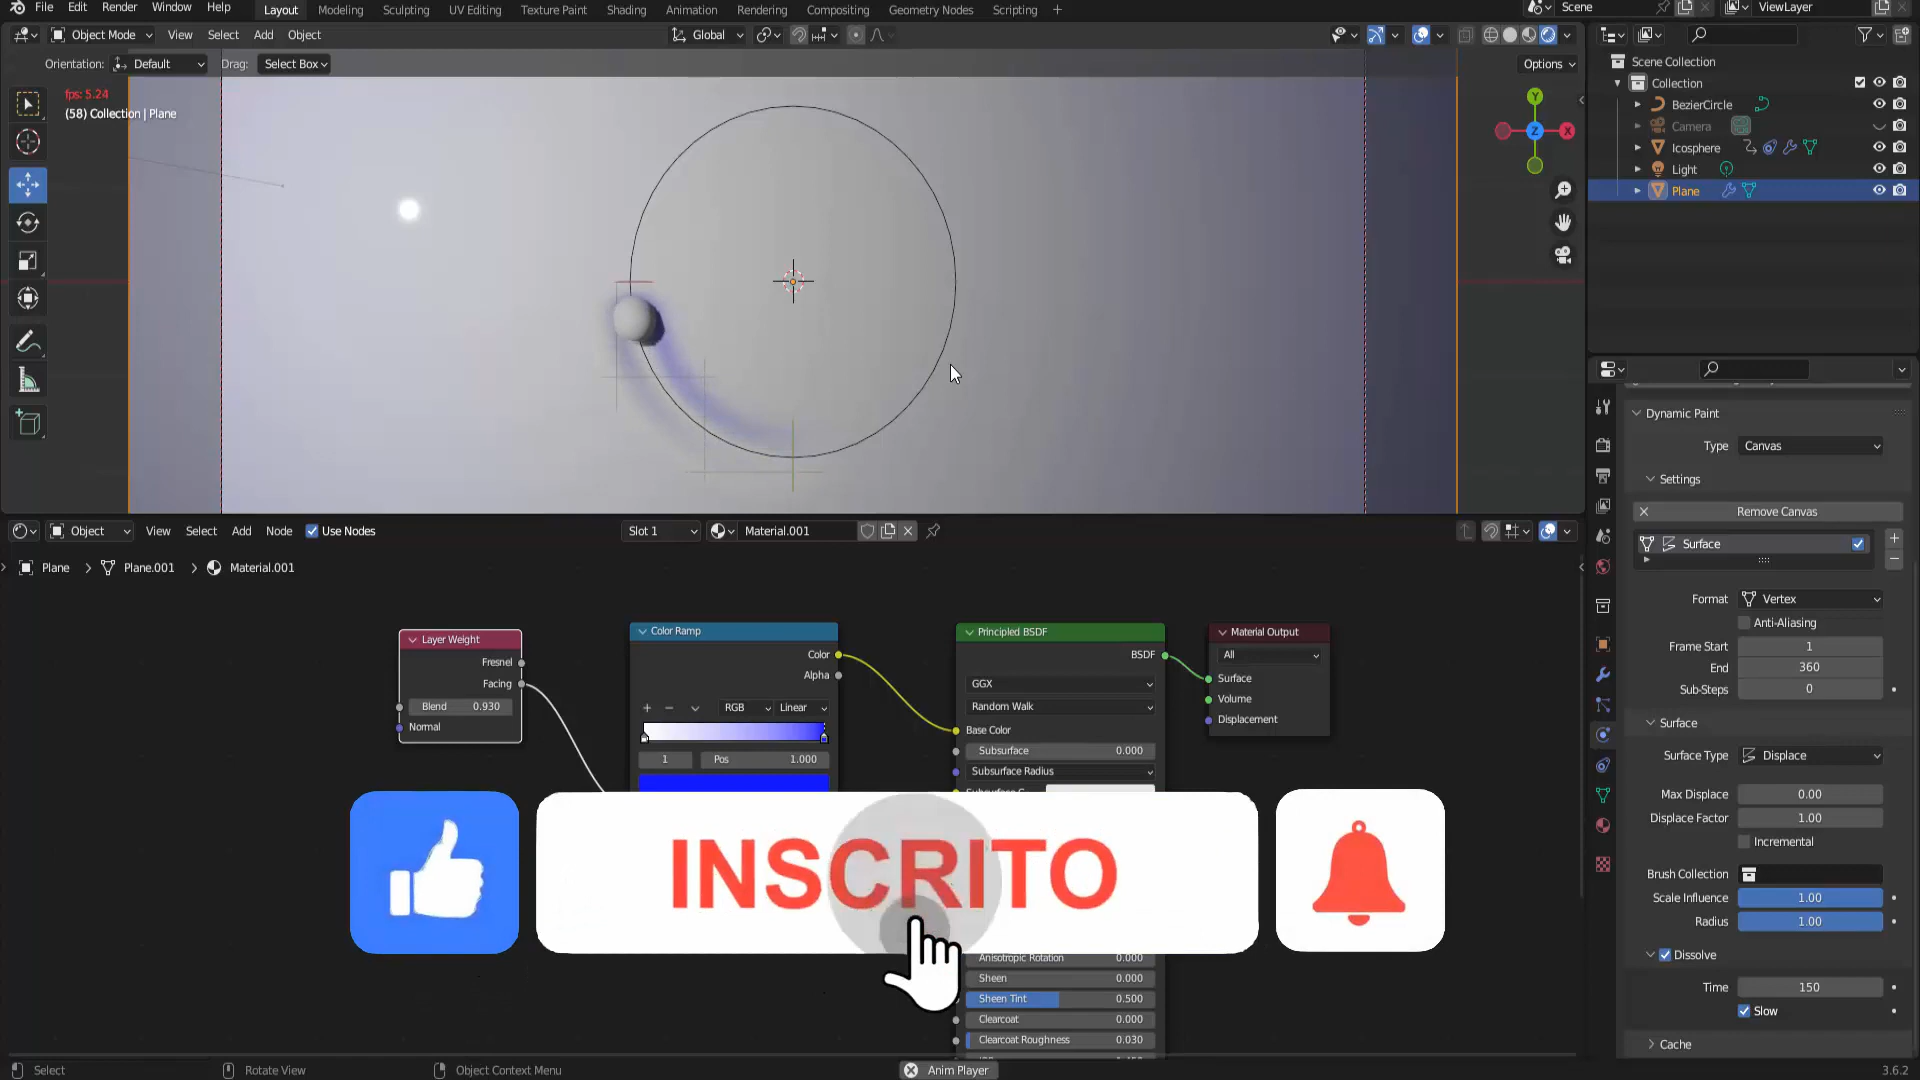 File Edit Render Window Help Layout Modeling Sculpting UV Editing Texture Paint Shading Animation Rendering Compositing Geometry Nodes Scripting + Scene ViewLayer
Object Mode View Select Add Object Global
Orientation: Default Drag: Select Box Options
fps: 5.24
(58) Collection | Plane
Y
Z
X
Scene Collection
Collection
BezierCircle
Camera
Icosphere
Light
Plane
Dynamic Paint
Type Canvas
Settings
Remove Canvas
Surface
Format Vertex
Anti-Aliasing
Frame Start 1
End 360
Sub-Steps 0
Surface
Surface Type Displace
Max Displace 0.00
Displace Factor 1.00
Incremental
Brush Collection
Scale Influence 1.00
Radius 1.00
Dissolve
Time 150
Slow
Cache
Object View Select Add Node Use Nodes Slot 1 Material.001
Plane > Plane.001 > Material.001
Layer Weight
Fresnel
Facing
Blend 0.930
Normal
Color Ramp
Color
Alpha
RGB Linear
1 Pos 1.000
Principled BSDF
BSDF
GGX
Random Walk
Base Color
Subsurface 0.000
Subsurface Radius
Material Output
All
Surface
Volume
Displacement
INSCRITO
Anisotropic Rotation 0.000
Sheen 0.000
Sheen Tint 0.500
Clearcoat 0.000
Clearcoat Roughness 0.030
Select Rotate View Object Context Menu Anim Player 3.6.2